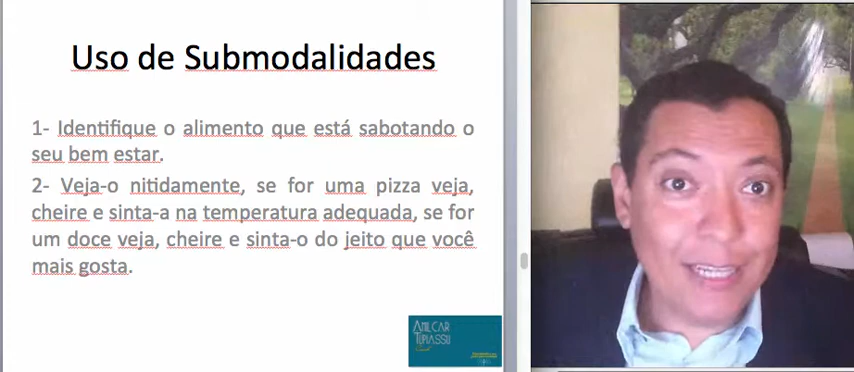 Uso de Submodalidades
1- Identifique o alimento que está sabotando o
seu bem estar.
2- Veja-o nitidamente, se for uma pizza veja,
cheire e sinta-a na temperatura adequada, se for
um doce veja, cheire e sinta-o do jeito que você
mais gosta.
AMILCAR
TUPIASSU